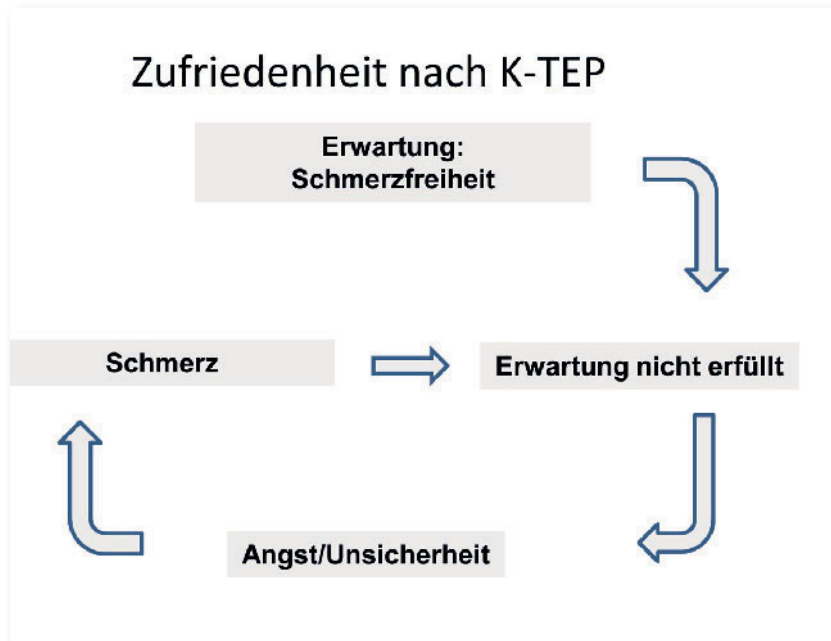 Zufriedenheit nach K-TEP
Erwartung:
Schmerzfreiheit
Schmerz
Erwartung nicht erfüllt
Angst/Unsicherheit